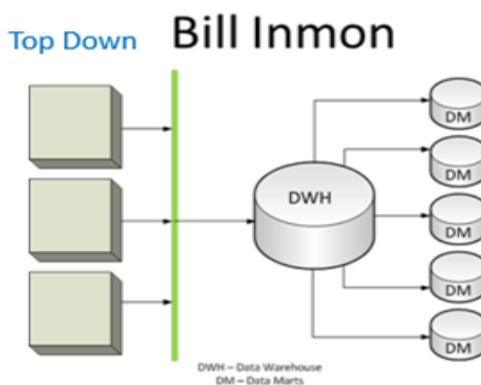 Top Down
Bill Inmon
DM
DM
DWH
DM
DM
DM
DWH – Data Warehouse
DM – Data Marts